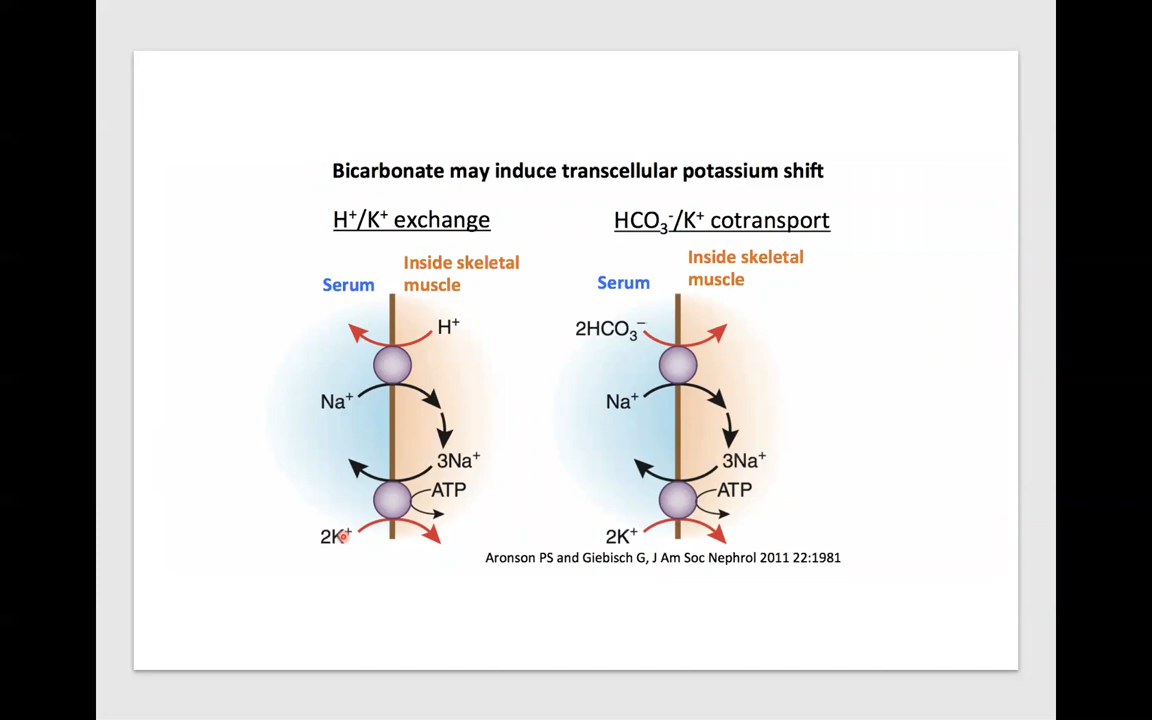 Bicarbonate may induce transcellular potassium shift
H⁺/K⁺ exchange
Serum
Inside skeletal
muscle
H⁺
Na⁺
3Na⁺
ATP
2K⁺
HCO₃⁻/K⁺ cotransport
Serum
Inside skeletal
muscle
2HCO₃⁻
Na⁺
3Na⁺
ATP
2K⁺
Aronson PS and Giebisch G, J Am Soc Nephrol 2011 22:1981